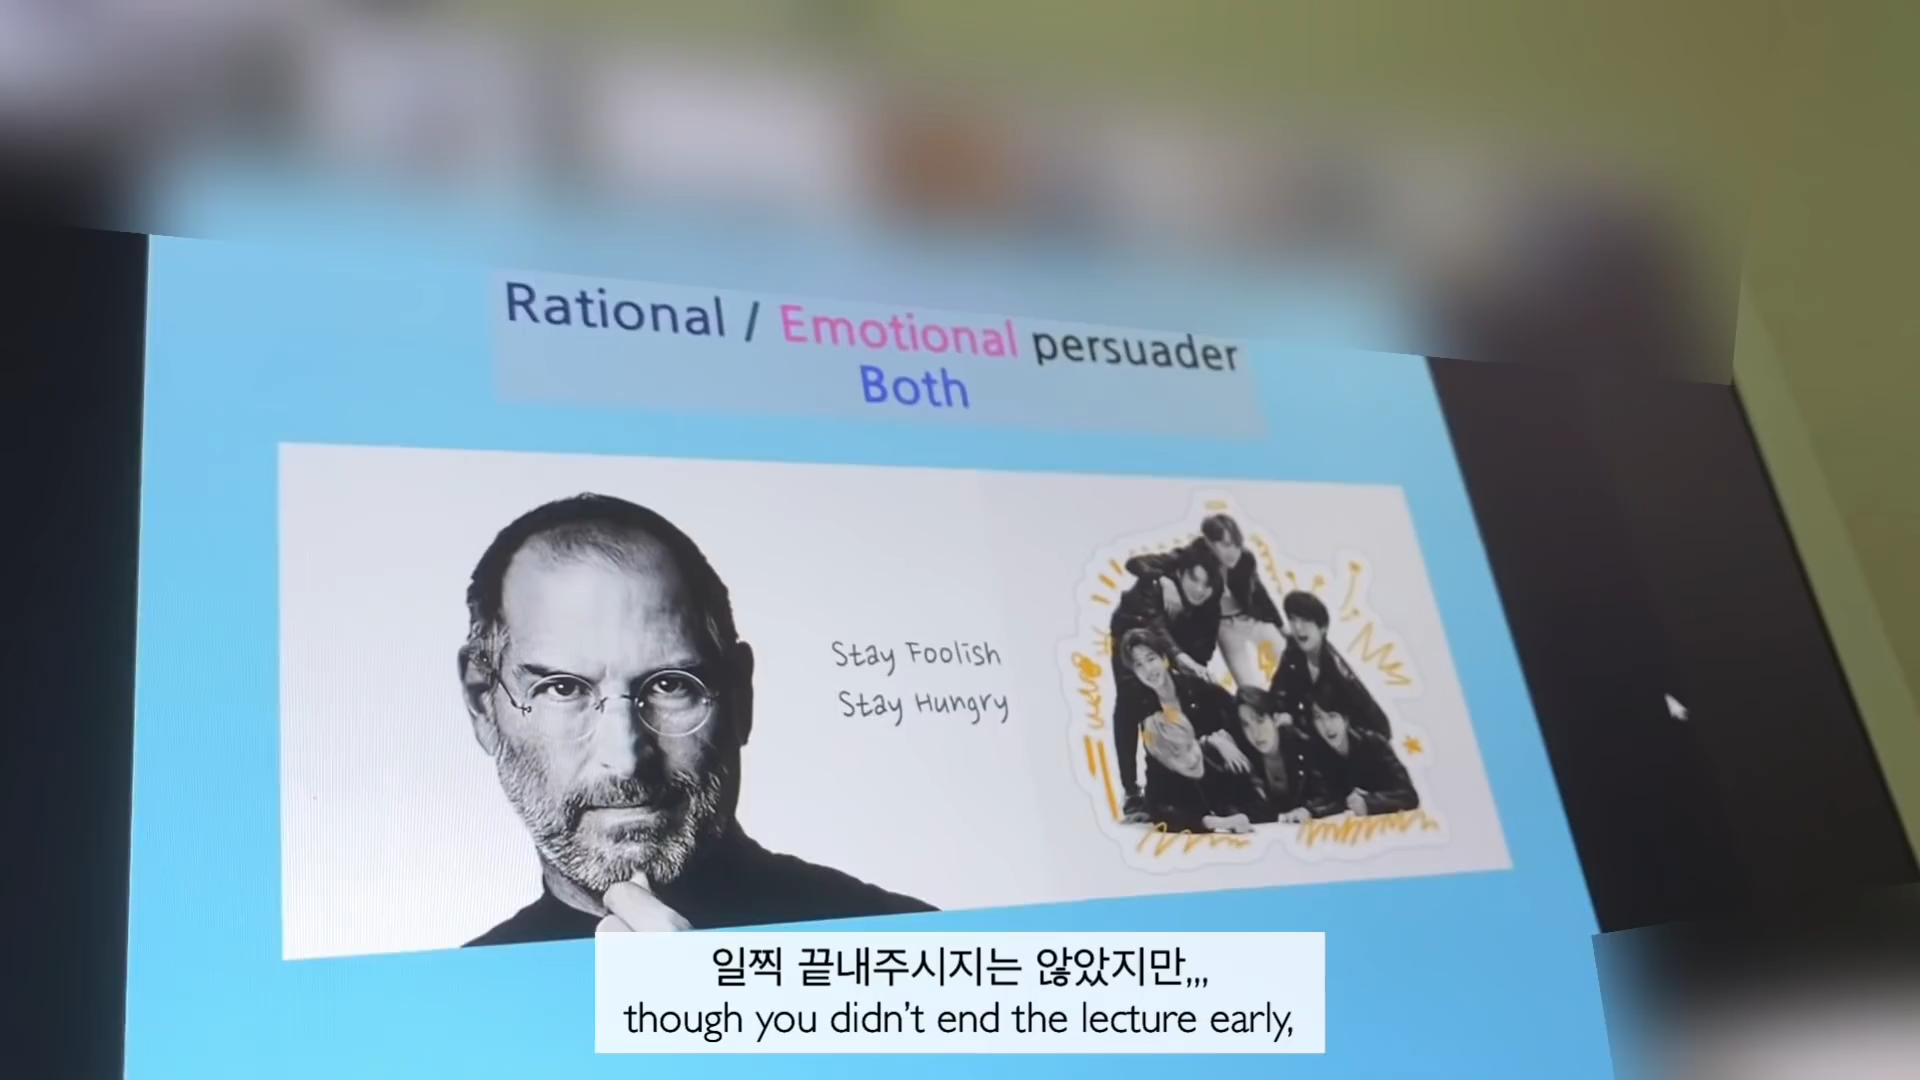 Rational / Emotional persuader
Both
Stay Foolish
Stay Hungry
일찍 끝내주시지는 않았지만,,,
though you didn't end the lecture early,